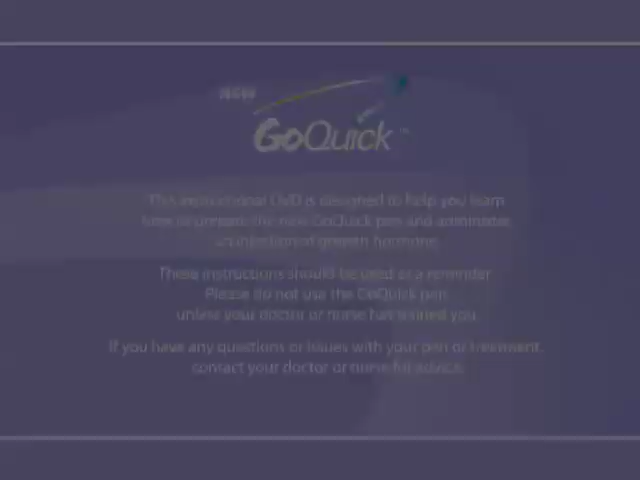 NEW
GoQuick™
This instructional DVD is designed to help you learn
how to prepare the new GoQuick pen and administer
an injection of growth hormone.
These instructions should be used as a reminder.
Please do not use the GoQuick pen
unless your doctor or nurse has trained you.
If you have any questions or issues with your pen or treatment,
contact your doctor or nurse for advice.